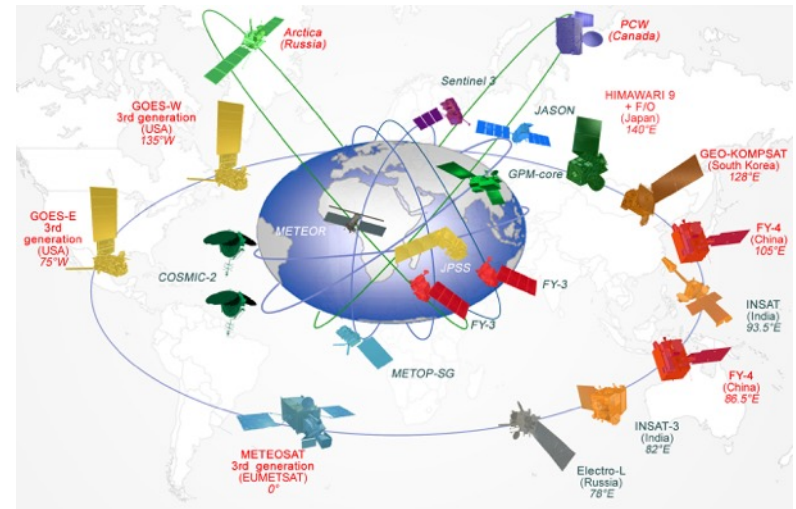 Arctica
(Russia)
PCW
(Canada)
Sentinel 3
GOES-W
3rd generation
(USA)
135°W
JASON
HIMAWARI 9
+ F/O
(Japan)
140°E
GEO-KOMPSAT
(South Korea)
128°E
GPM-core
GOES-E
3rd
generation
(USA)
75°W
METEOR
FY-4
(China)
105°E
COSMIC-2
JPSS
FY-3
FY-3
INSAT
(India)
93.5°E
METOP-SG
FY-4
(China)
86.5°E
INSAT-3
(India)
82°E
METEOSAT
3rd generation
(EUMETSAT)
0°
Electro-L
(Russia)
78°E